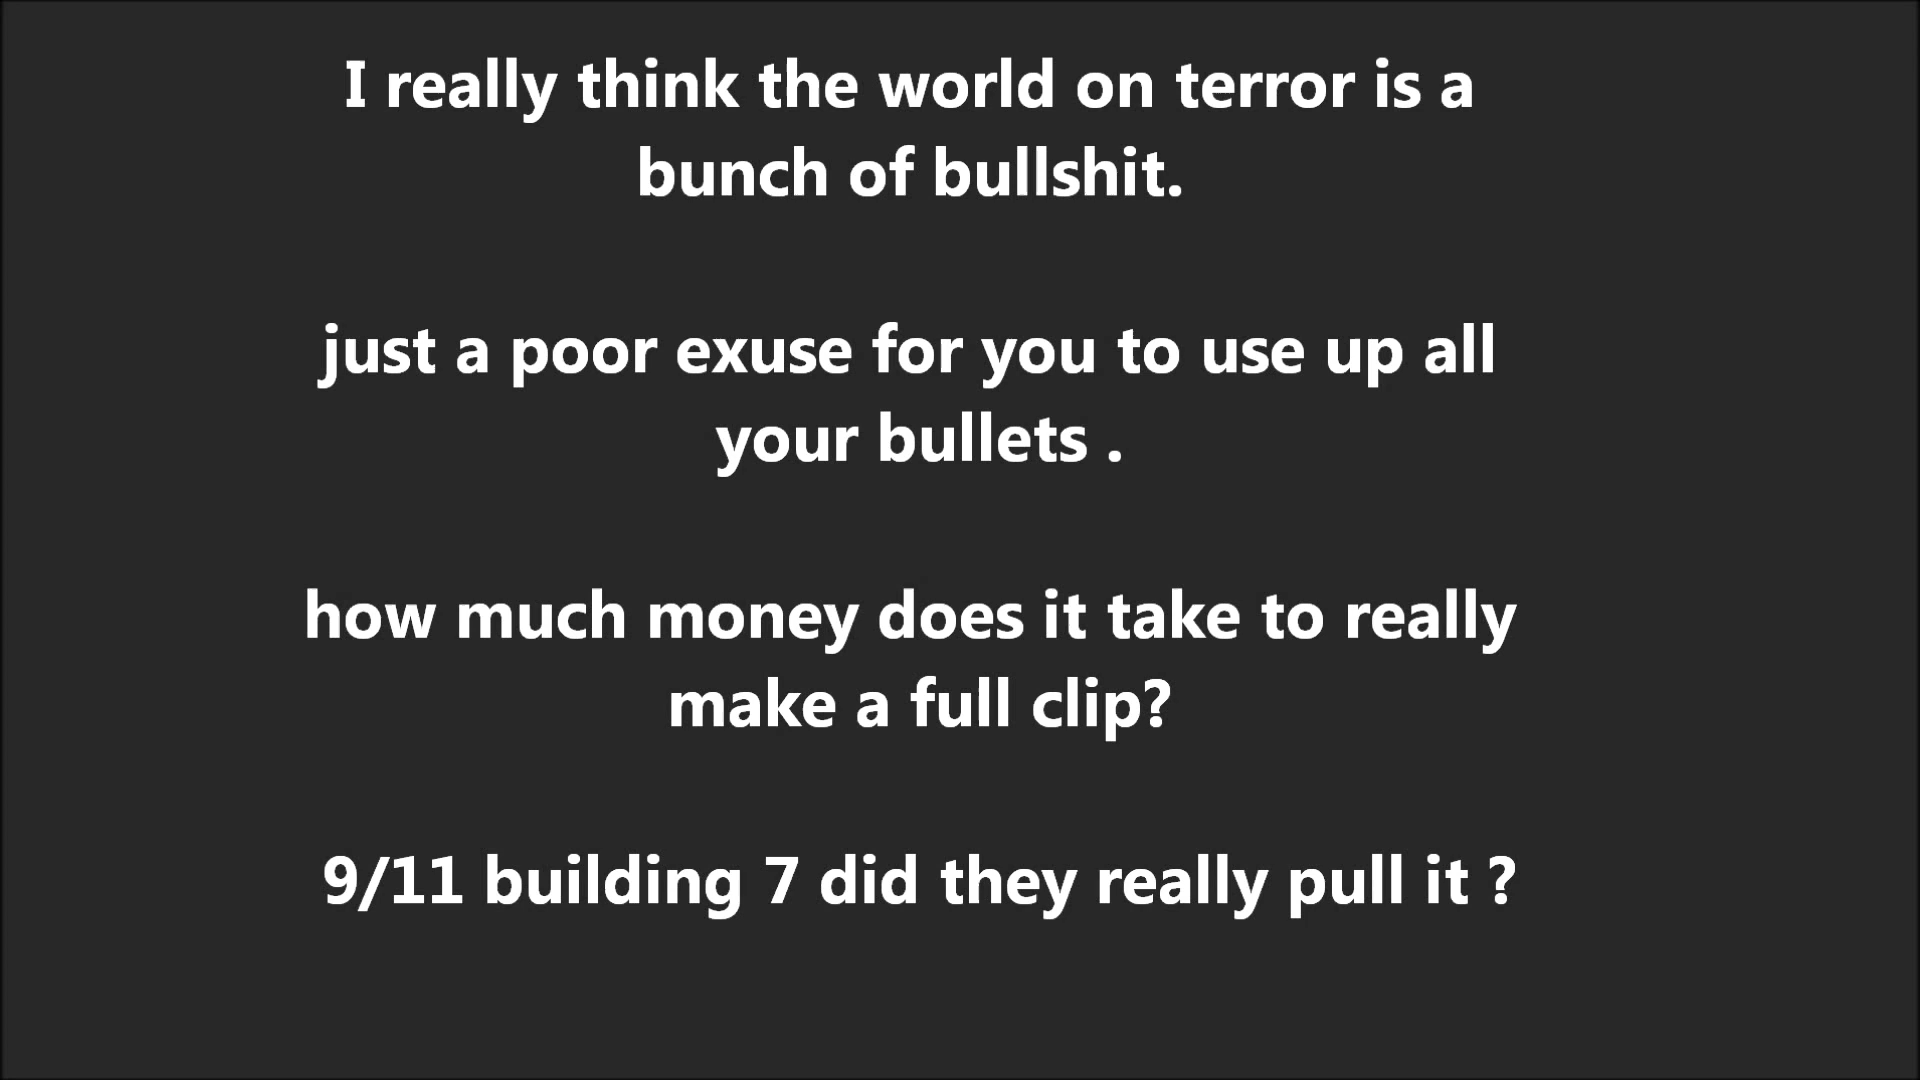 I really think the world on terror is a
bunch of bullshit.
just a poor exuse for you to use up all
your bullets .
how much money does it take to really
make a full clip?
9/11 building 7 did they really pull it ?